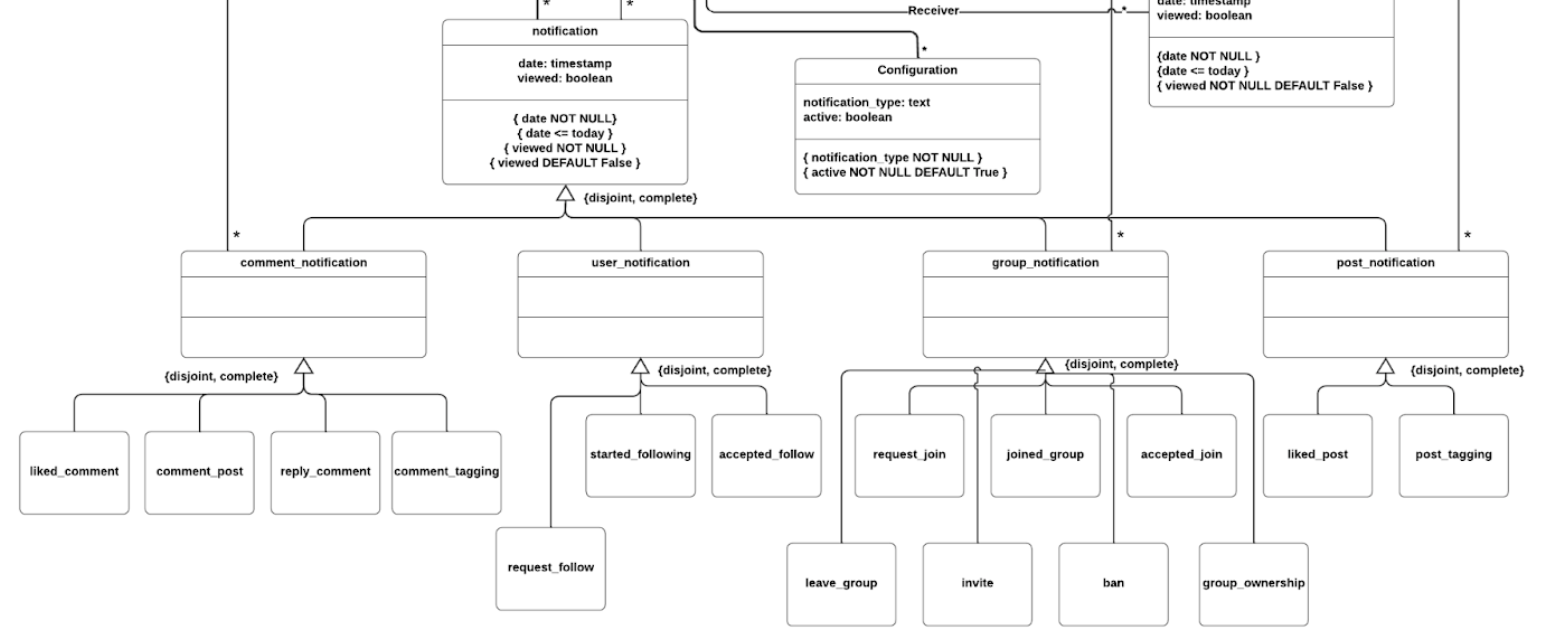 *
*
Receiver
*
date: timestamp
viewed: boolean
{date NOT NULL }
{date <= today }
{ viewed NOT NULL DEFAULT False }
notification
date: timestamp
viewed: boolean
{ date NOT NULL}
{ date <= today }
{ viewed NOT NULL }
{ viewed DEFAULT False }
*
Configuration
notification_type: text
active: boolean
{ notification_type NOT NULL }
{ active NOT NULL DEFAULT True }
{disjoint, complete}
*
*
*
comment_notification
user_notification
group_notification
post_notification
{disjoint, complete}
{disjoint, complete}
{disjoint, complete}
{disjoint, complete}
liked_comment
comment_post
reply_comment
comment_tagging
started_following
accepted_follow
request_join
joined_group
accepted_join
liked_post
post_tagging
request_follow
leave_group
invite
ban
group_ownership